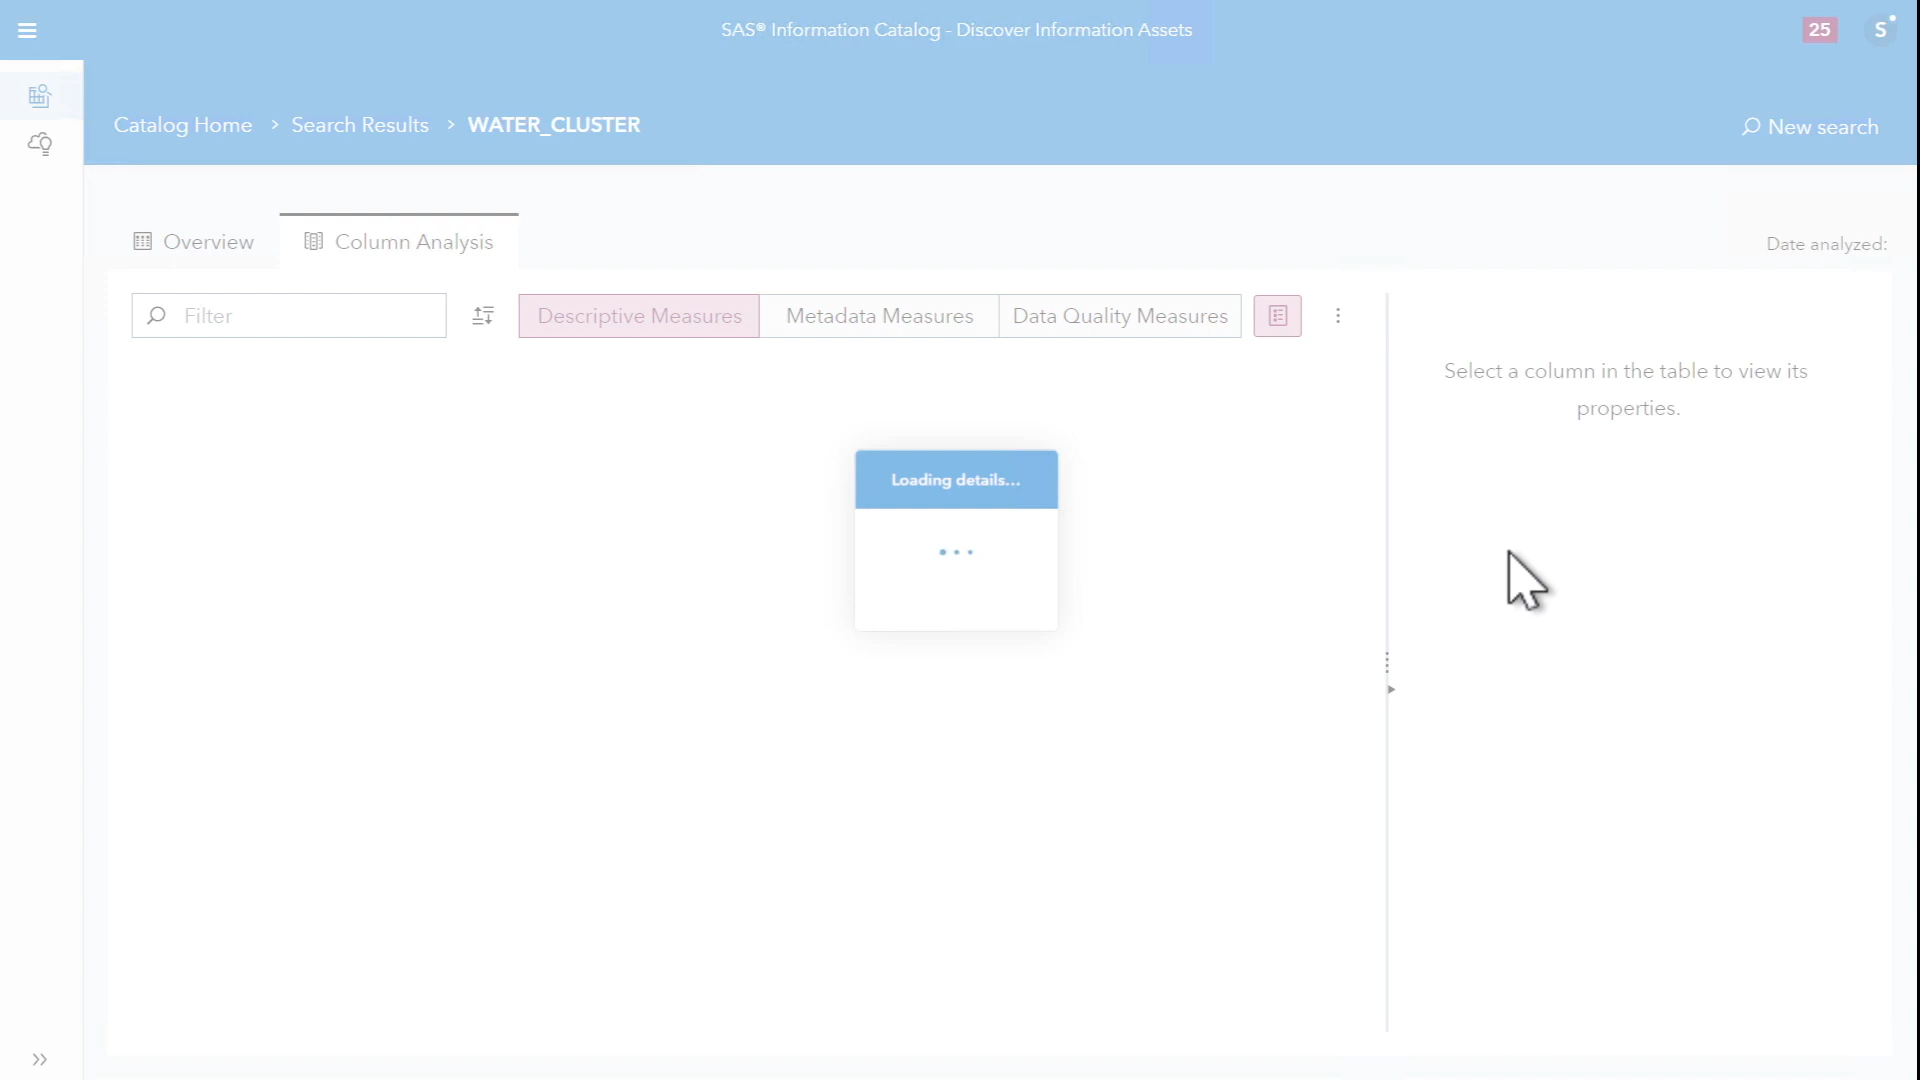 SAS® Information Catalog - Discover Information Assets
25
S
Catalog Home > Search Results > WATER_CLUSTER
New search
Overview
Column Analysis
Date analyzed:
Filter
Descriptive Measures
Metadata Measures
Data Quality Measures
Select a column in the table to view its
properties.
Loading details...